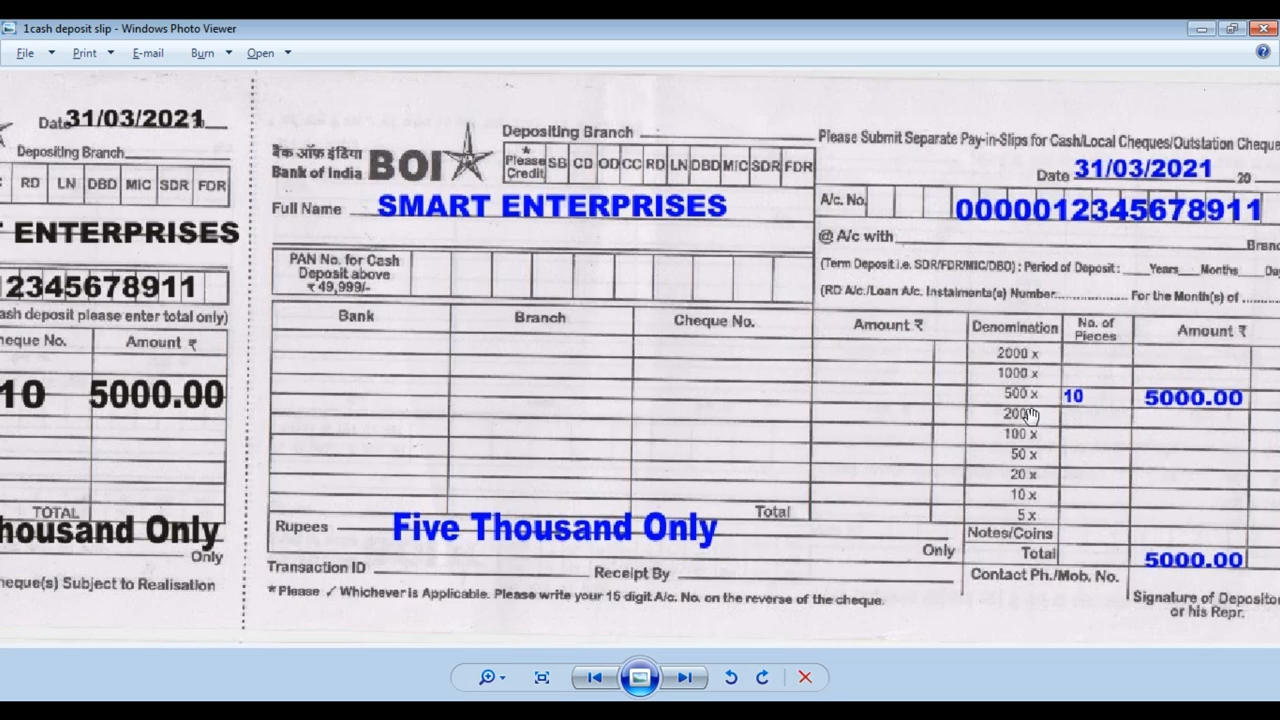 1cash deposit slip - Windows Photo Viewer
File Print E-mail Burn Open
Date 31/03/2021
Depositing Branch
RD LN DBD MIC SDR FDR
ENTERPRISES
12345678911
ash deposit please enter total only)
heque No. Amount ₹
10 5000.00
TOTAL
housand Only
Only
heque(s) Subject to Realisation
बैंक ऑफ इंडिया
Bank of India BOI
Depositing Branch
* Please Credit SB CD OD CC RD LN DBD MIC SDR FDR
Full Name SMART ENTERPRISES
PAN No. for Cash
Deposit above
₹ 49,999/-
Bank Branch Cheque No.
Total
Rupees Five Thousand Only
Only
Transaction ID Receipt By
*Please ✓ Whichever is Applicable. Please write your 15 digit A/c. No. on the reverse of the cheque.
Please Submit Separate Pay-in-Slips for Cash/Local Cheques/Outstation Cheque
Date 31/03/2021 20
A/c. No. 0000012345678911
@ A/c with
Branc
(Term Deposit i.e. SDR/FDR/MIC/DBD) : Period of Deposit: Years Months Da
(RD A/c./Loan A/c. Instalments(s) Number For the Month(s) of
Amount ₹ Denomination No. of Pieces Amount ₹
2000 x
1000 x
500 x 10 5000.00
200
100 x
50 x
20 x
10 x
5 x
Notes/Coins
Total 5000.00
Contact Ph./Mob. No.
Signature of Depositor
or his Repr.